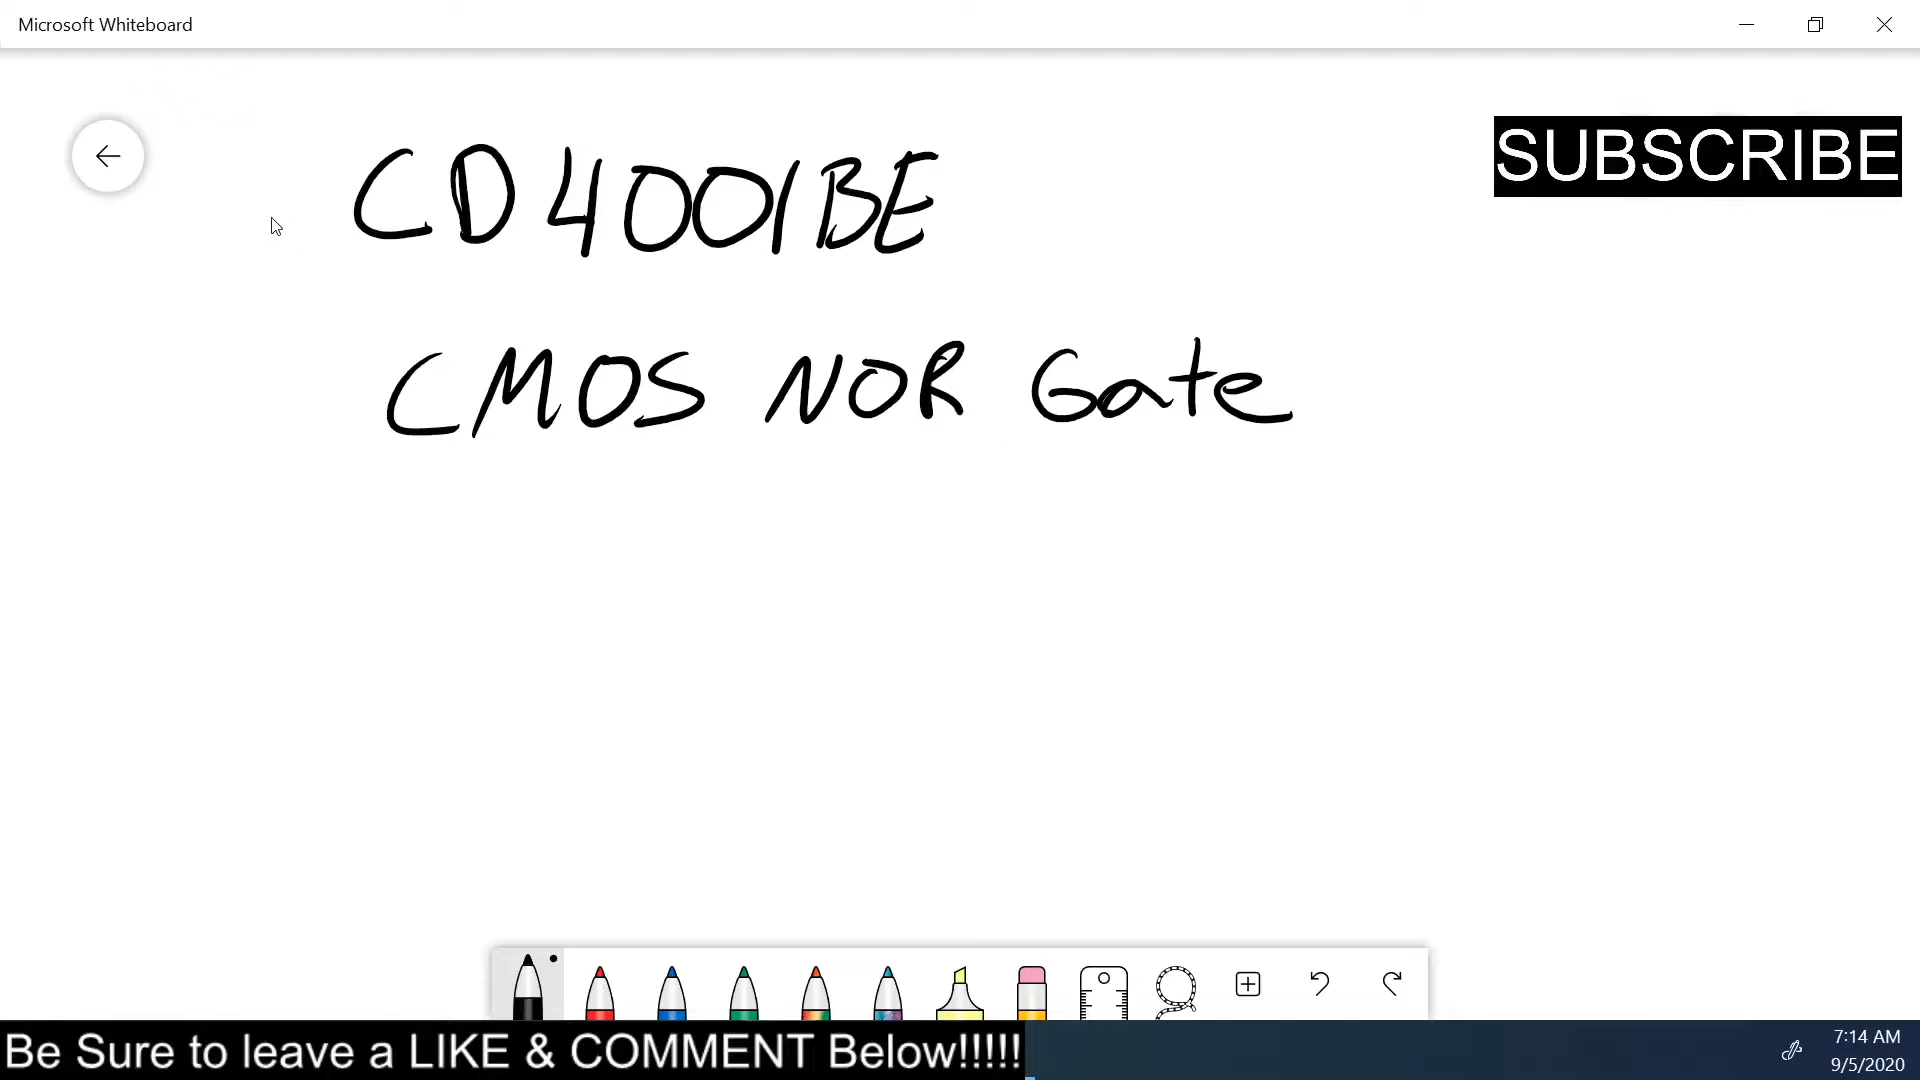 Microsoft Whiteboard
SUBSCRIBE
CD4001BE
CMOS NOR Gate
Be Sure to leave a LIKE & COMMENT Below!!!!!
7:14 AM
9/5/2020